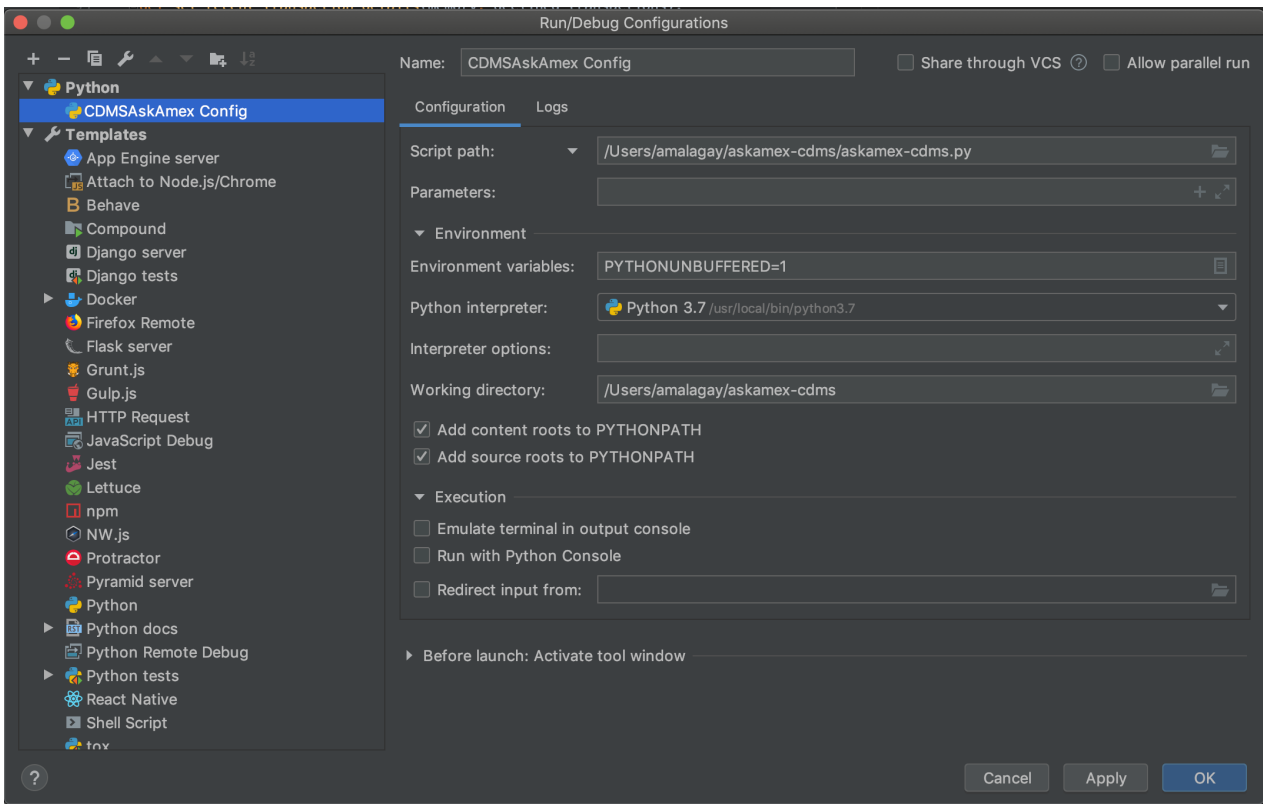 Run/Debug Configurations
Python
CDMSAskAmex Config
Templates
App Engine server
Attach to Node.js/Chrome
Behave
Compound
Django server
Django tests
Docker
Firefox Remote
Flask server
Grunt.js
Gulp.js
HTTP Request
JavaScript Debug
Jest
Lettuce
npm
NW.js
Protractor
Pyramid server
Python
Python docs
Python Remote Debug
Python tests
React Native
Shell Script
tox
Name: CDMSAskAmex Config
Share through VCS
Allow parallel run
Configuration Logs
Script path: /Users/amalagay/askamex-cdms/askamex-cdms.py
Parameters:
Environment
Environment variables: PYTHONUNBUFFERED=1
Python interpreter: Python 3.7 /usr/local/bin/python3.7
Interpreter options:
Working directory: /Users/amalagay/askamex-cdms
Add content roots to PYTHONPATH
Add source roots to PYTHONPATH
Execution
Emulate terminal in output console
Run with Python Console
Redirect input from:
Before launch: Activate tool window
? Cancel Apply OK